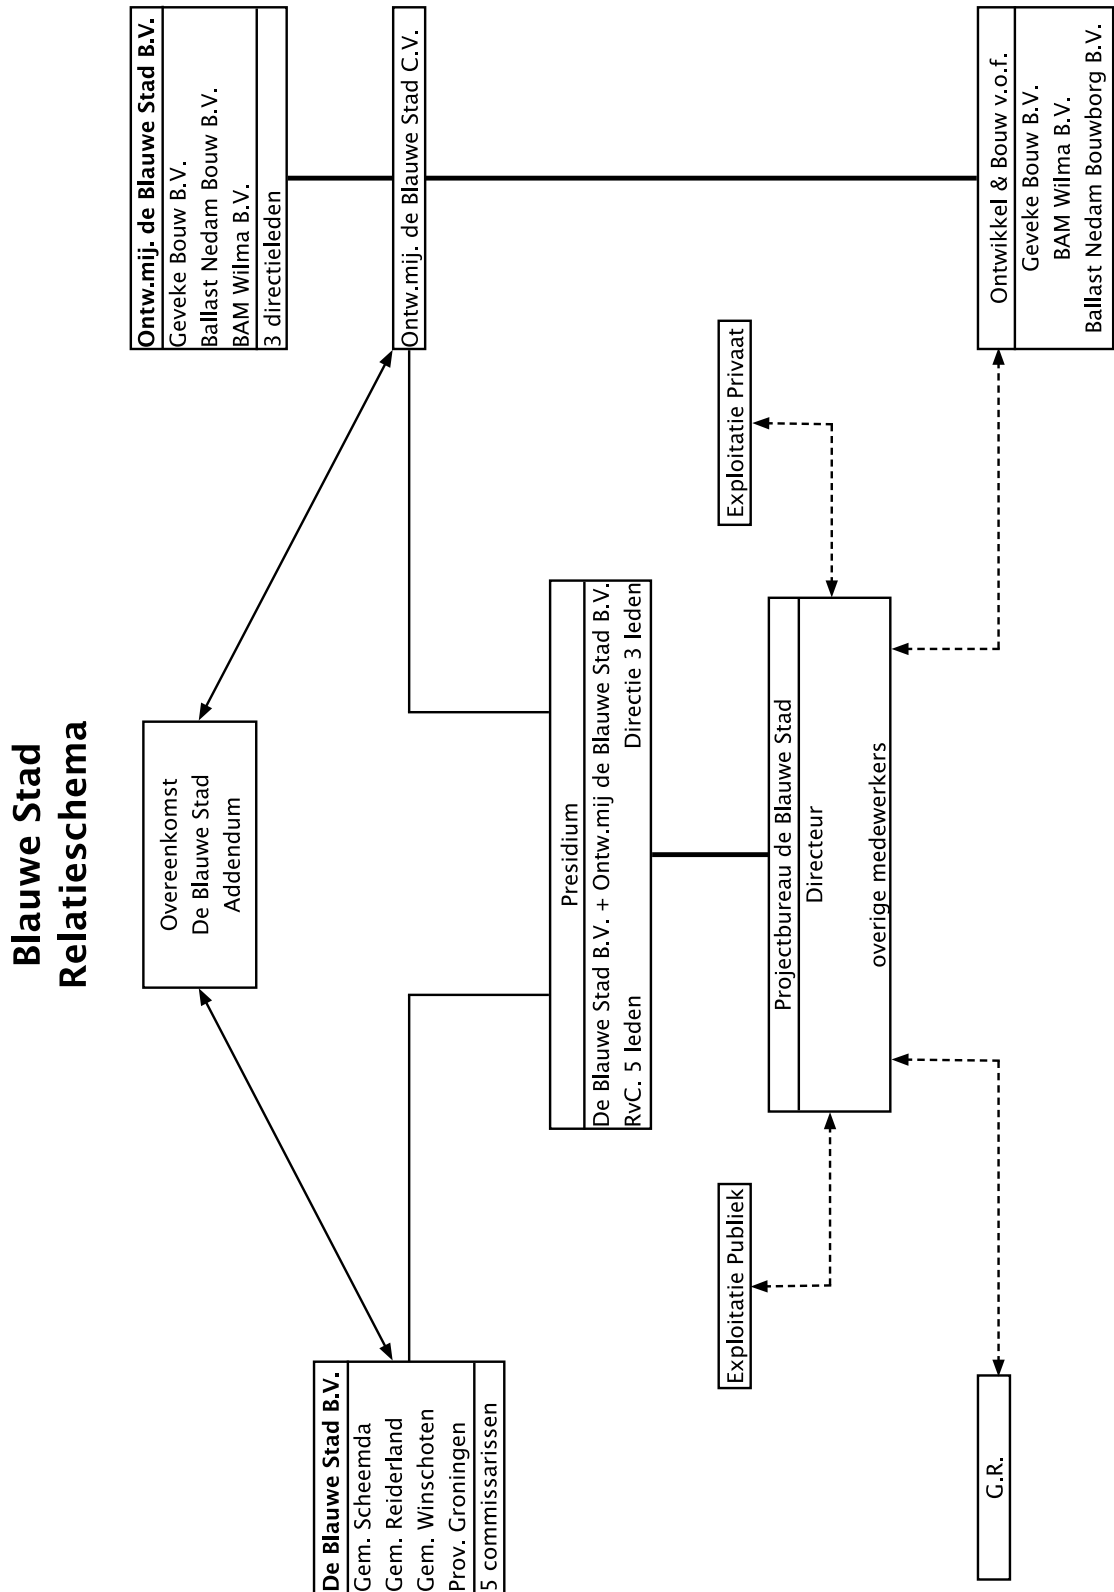 Blauwe Stad
Relatieschema
Overeenkomst
De Blauwe Stad
Addendum
Ontw.mij. de Blauwe Stad B.V.
Geveke Bouw B.V.
Ballast Nedam Bouw B.V.
BAM Wilma B.V.
3 directieleden
De Blauwe Stad B.V.
Gem. Scheemda
Gem. Reiderland
Gem. Winschoten
Prov. Groningen
5 commissarissen
Ontw.mij. de Blauwe Stad C.V.
Presidium
De Blauwe Stad B.V. + Ontw.mij de Blauwe Stad B.V.
RvC. 5 leden Directie 3 leden
Exploitatie Publiek
Exploitatie Privaat
Projectbureau de Blauwe Stad
Directeur
overige medewerkers
G.R.
Ontwikkel & Bouw v.o.f.
Geveke Bouw B.V.
BAM Wilma B.V.
Ballast Nedam Bouwborg B.V.